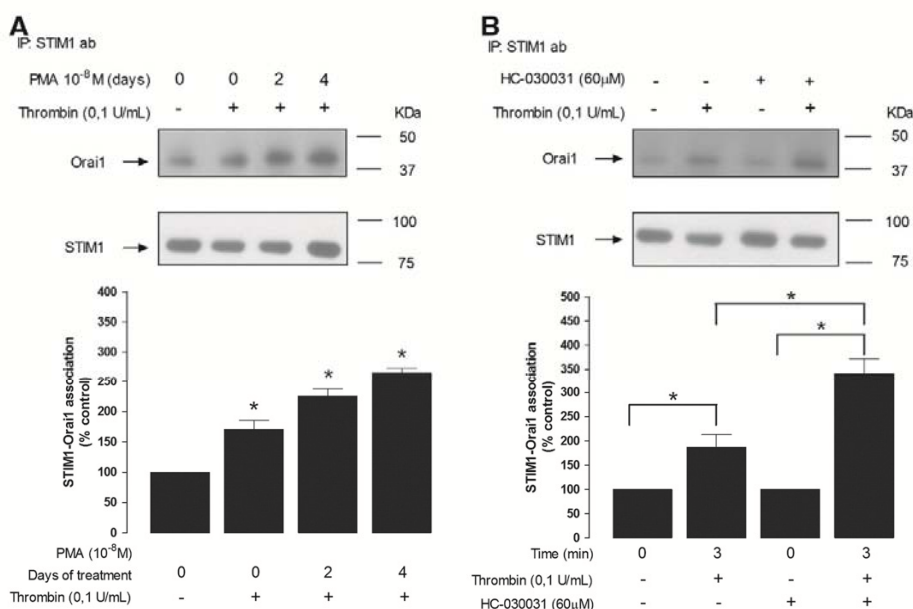 A
IP: STIM1 ab
PMA 10⁻⁸ M (days) 0 0 2 4
Thrombin (0,1 U/mL) - + + +
KDa
Orai1
50
37
STIM1
100
75
STIM1-Orai1 association
(% control)
400
350
300
250
200
150
100
50
0
* * *
PMA (10⁻⁸M)
Days of treatment 0 0 2 4
Thrombin (0,1 U/mL) - + + +
B
IP: STIM1 ab
HC-030031 (60µM) - - + +
Thrombin (0,1 U/mL) - + - +
KDa
Orai1
50
37
STIM1
100
75
STIM1-Orai1 association
(% control)
500
450
400
350
300
250
200
150
100
50
0
* * *
Time (min) 0 3 0 3
Thrombin (0,1 U/mL) - + - +
HC-030031 (60µM) - - + +